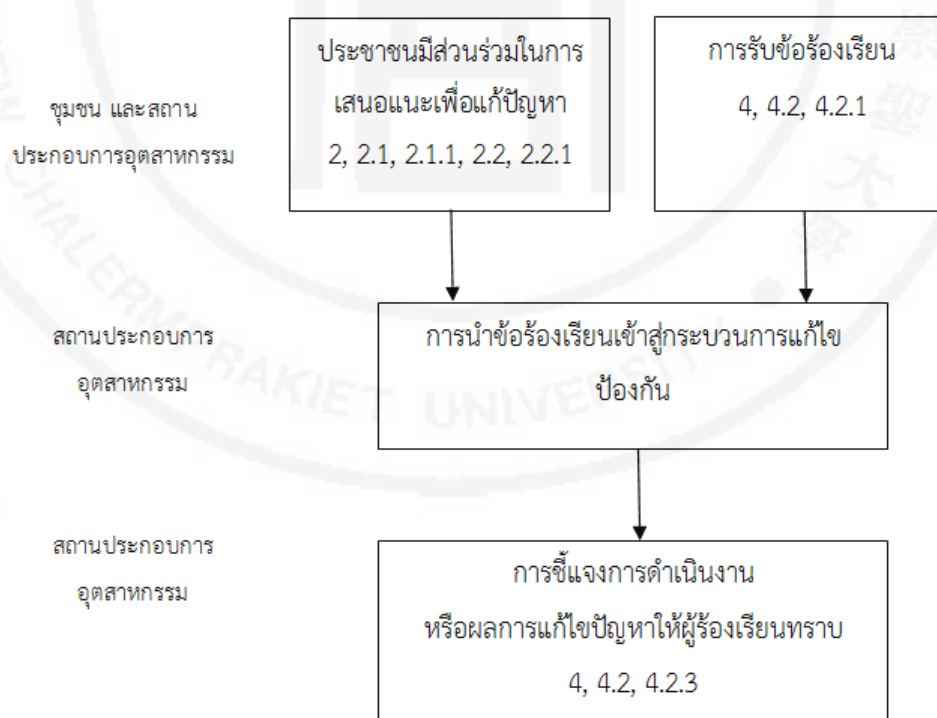 ชุมชน และสถาน
ประกอบการอุตสาหกรรม
ประชาชนมีส่วนร่วมในการ
เสนอแนะเพื่อแก้ปัญหา
2, 2.1, 2.1.1, 2.2, 2.2.1
การรับข้อร้องเรียน
4, 4.2, 4.2.1
สถานประกอบการ
อุตสาหกรรม
การนำข้อร้องเรียนเข้าสู่กระบวนการแก้ไข
ป้องกัน
สถานประกอบการ
อุตสาหกรรม
การชี้แจงการดำเนินงาน
หรือผลการแก้ไขปัญหาให้ผู้ร้องเรียนทราบ
4, 4.2, 4.2.3
CHALERMPRAKIET UNIVERSITY
崇聖大學